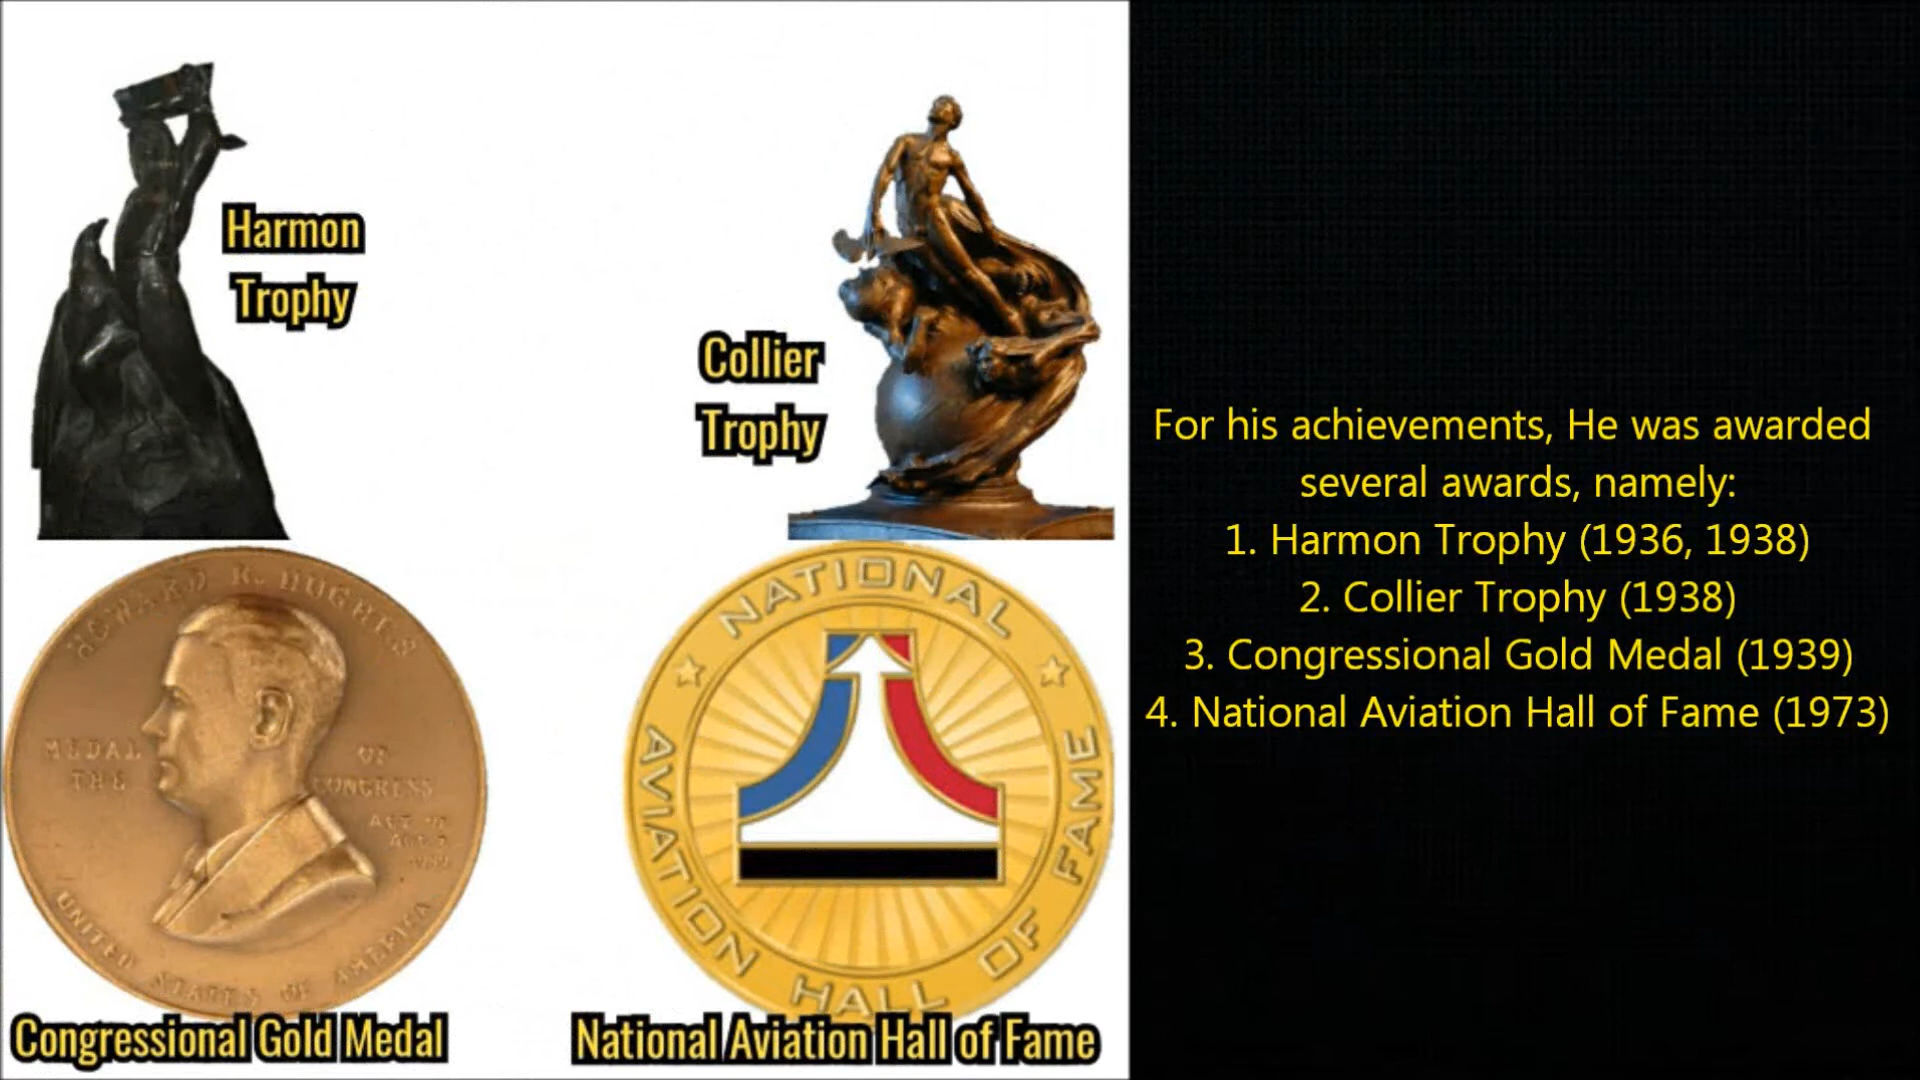 Harmon
Trophy
Collier
Trophy
HOWARD R. HUGHES
MEDAL OF
THE CONGRESS
ACT OF
UNITED STATES OF AMERICA
Congressional Gold Medal
NATIONAL
AVIATION HALL OF FAME
National Aviation Hall of Fame
For his achievements, He was awarded
several awards, namely:
1. Harmon Trophy (1936, 1938)
2. Collier Trophy (1938)
3. Congressional Gold Medal (1939)
4. National Aviation Hall of Fame (1973)